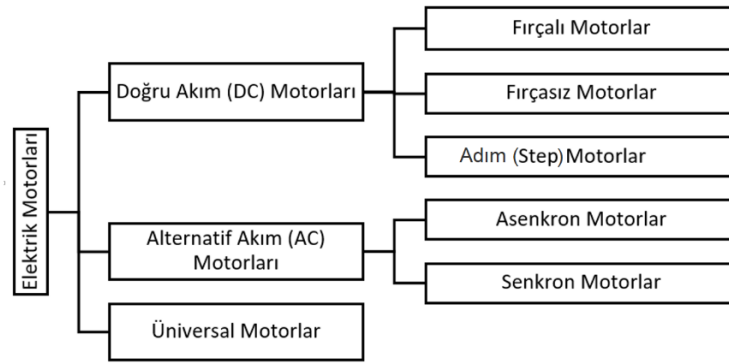 Elektrik Motorları
Doğru Akım (DC) Motorları
Fırçalı Motorlar
Fırçasız Motorlar
Adım (Step) Motorlar
Alternatif Akım (AC)
Motorları
Asenkron Motorlar
Senkron Motorlar
Üniversal Motorlar